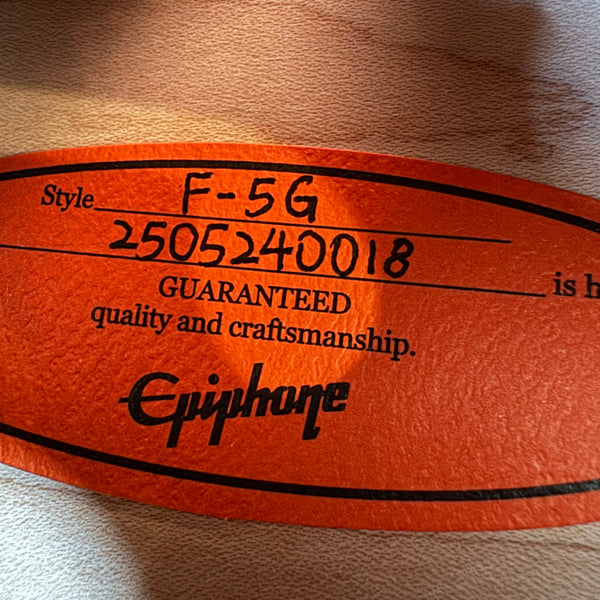 Style F-5G
2505240018
is h
GUARANTEED
quality and craftsmanship.
Epiphone